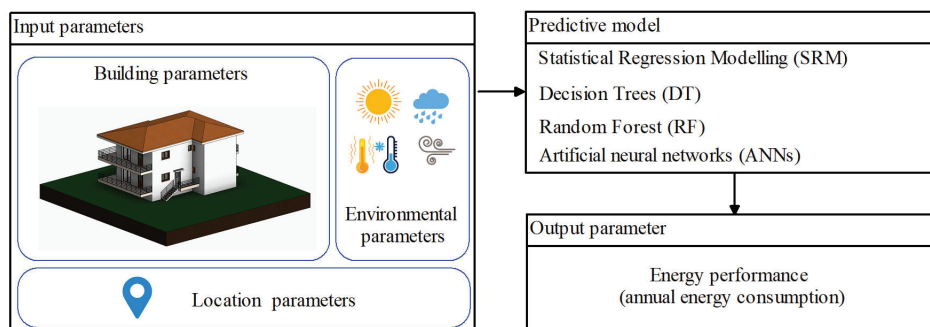 Input parameters
Building parameters
Environmental
parameters
Location parameters
Predictive model
Statistical Regression Modelling (SRM)
Decision Trees (DT)
Random Forest (RF)
Artificial neural networks (ANNs)
Output parameter
Energy performance
(annual energy consumption)